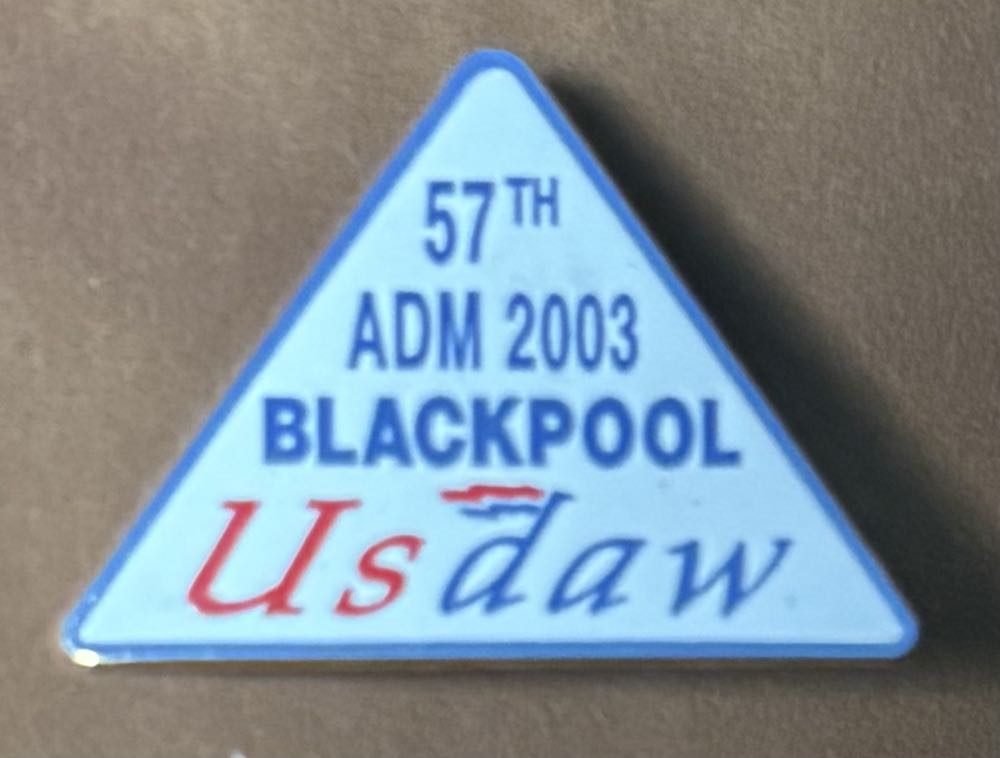 57TH
ADM 2003
BLACKPOOL
Usdaw